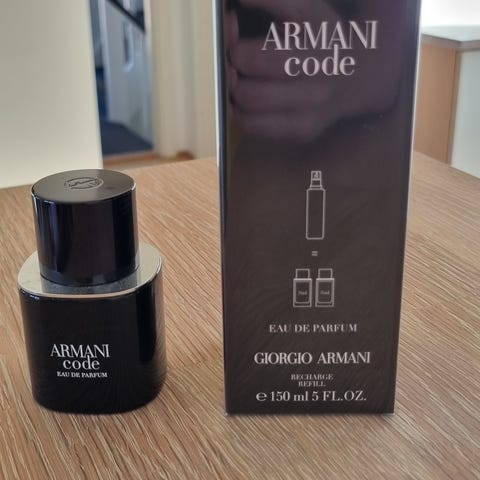 ARMANI
code
EAU DE PARFUM
ARMANI
code
=
EAU DE PARFUM
GIORGIO ARMANI
RECHARGE
REFILL
℮ 150 ml 5 FL.OZ.